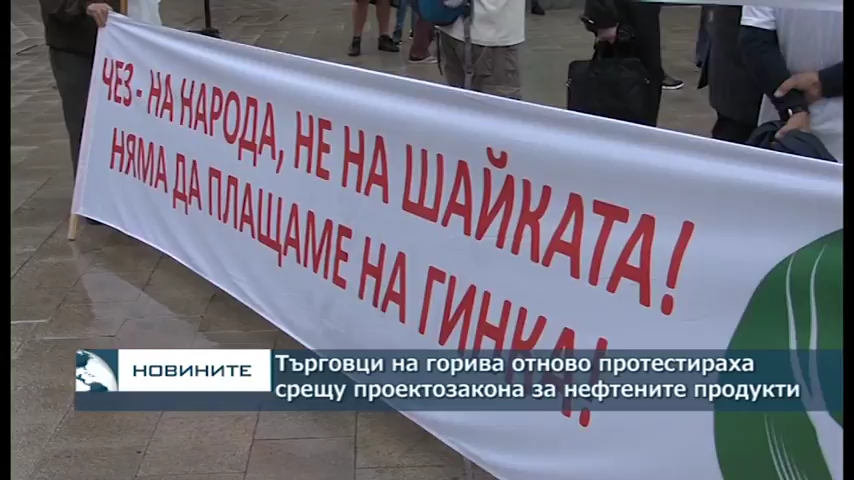 ЧЕЗ - НА НАРОДА, НЕ НА ШАЙКАТА!
НЯМА ДА ПЛАЩАМЕ НА ГИНКА!
НОВИНИТЕ
Търговци на горива отново протестираха
срещу проектозакона за нефтените продукти